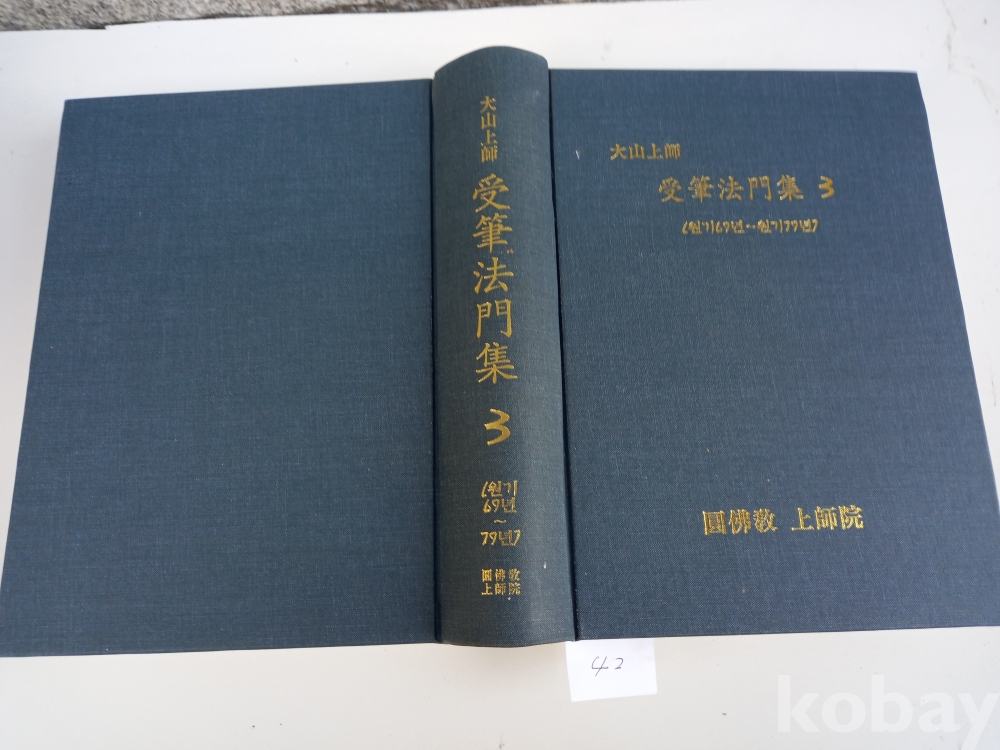 大山上師
受筆法門集 3
(원기
69년
~
79년)
圓佛敎
上師院
大山上師
受筆法門集 3
(원기69년~원기79년)
圓佛敎 上師院
42
kobay